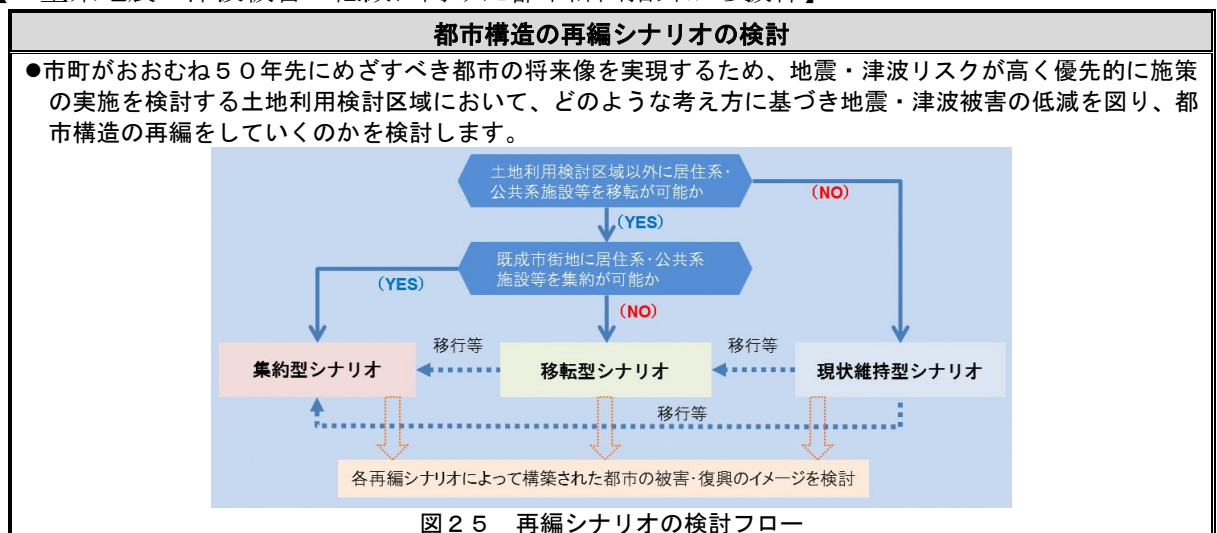 都市構造の再編シナリオの検討
●市町がおおむね５０年先にめざすべき都市の将来像を実現するため、地震・津波リスクが高く優先的に施策
の実施を検討する土地利用検討区域において、どのような考え方に基づき地震・津波被害の低減を図り、都
市構造の再編をしていくのかを検討します。
土地利用検討区域以外に居住系・
公共系施設等を移転が可能か
（NO）
（YES）
既成市街地に居住系・公共系
施設等を集約が可能か
（YES）
（NO）
移行等
移行等
集約型シナリオ
移転型シナリオ
現状維持型シナリオ
移行等
各再編シナリオによって構築された都市の被害・復興のイメージを検討
図２５　再編シナリオの検討フロー